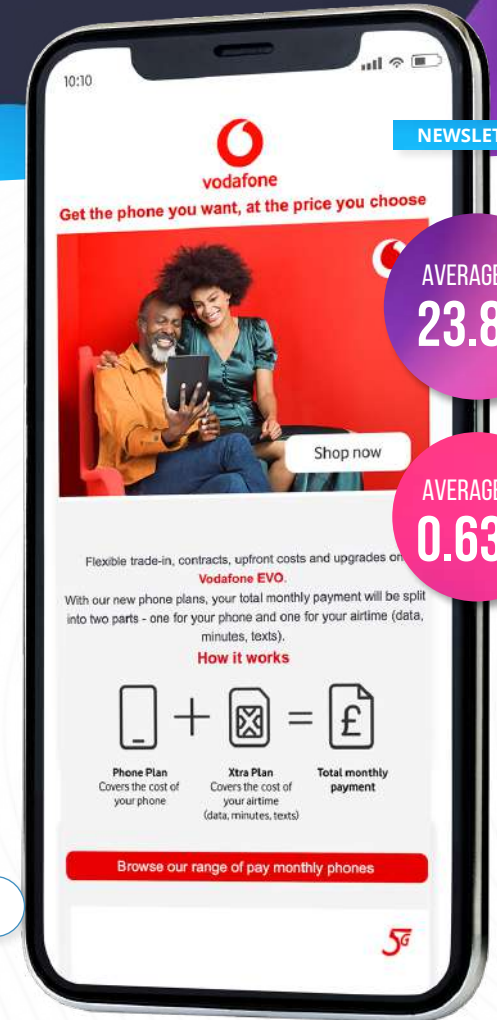 10:10
NEWSLET
vodafone
Get the phone you want, at the price you choose
AVERAGE
23.8
Shop now
AVERAGE
0.63
Flexible trade-in, contracts, upfront costs and upgrades on
Vodafone EVO.
With our new phone plans, your total monthly payment will be split
into two parts - one for your phone and one for your airtime (data,
minutes, texts).
How it works
+ = £
Phone Plan Xtra Plan Total monthly
Covers the cost of Covers the cost of payment
your phone your airtime
(data, minutes, texts)
Browse our range of pay monthly phones
5G